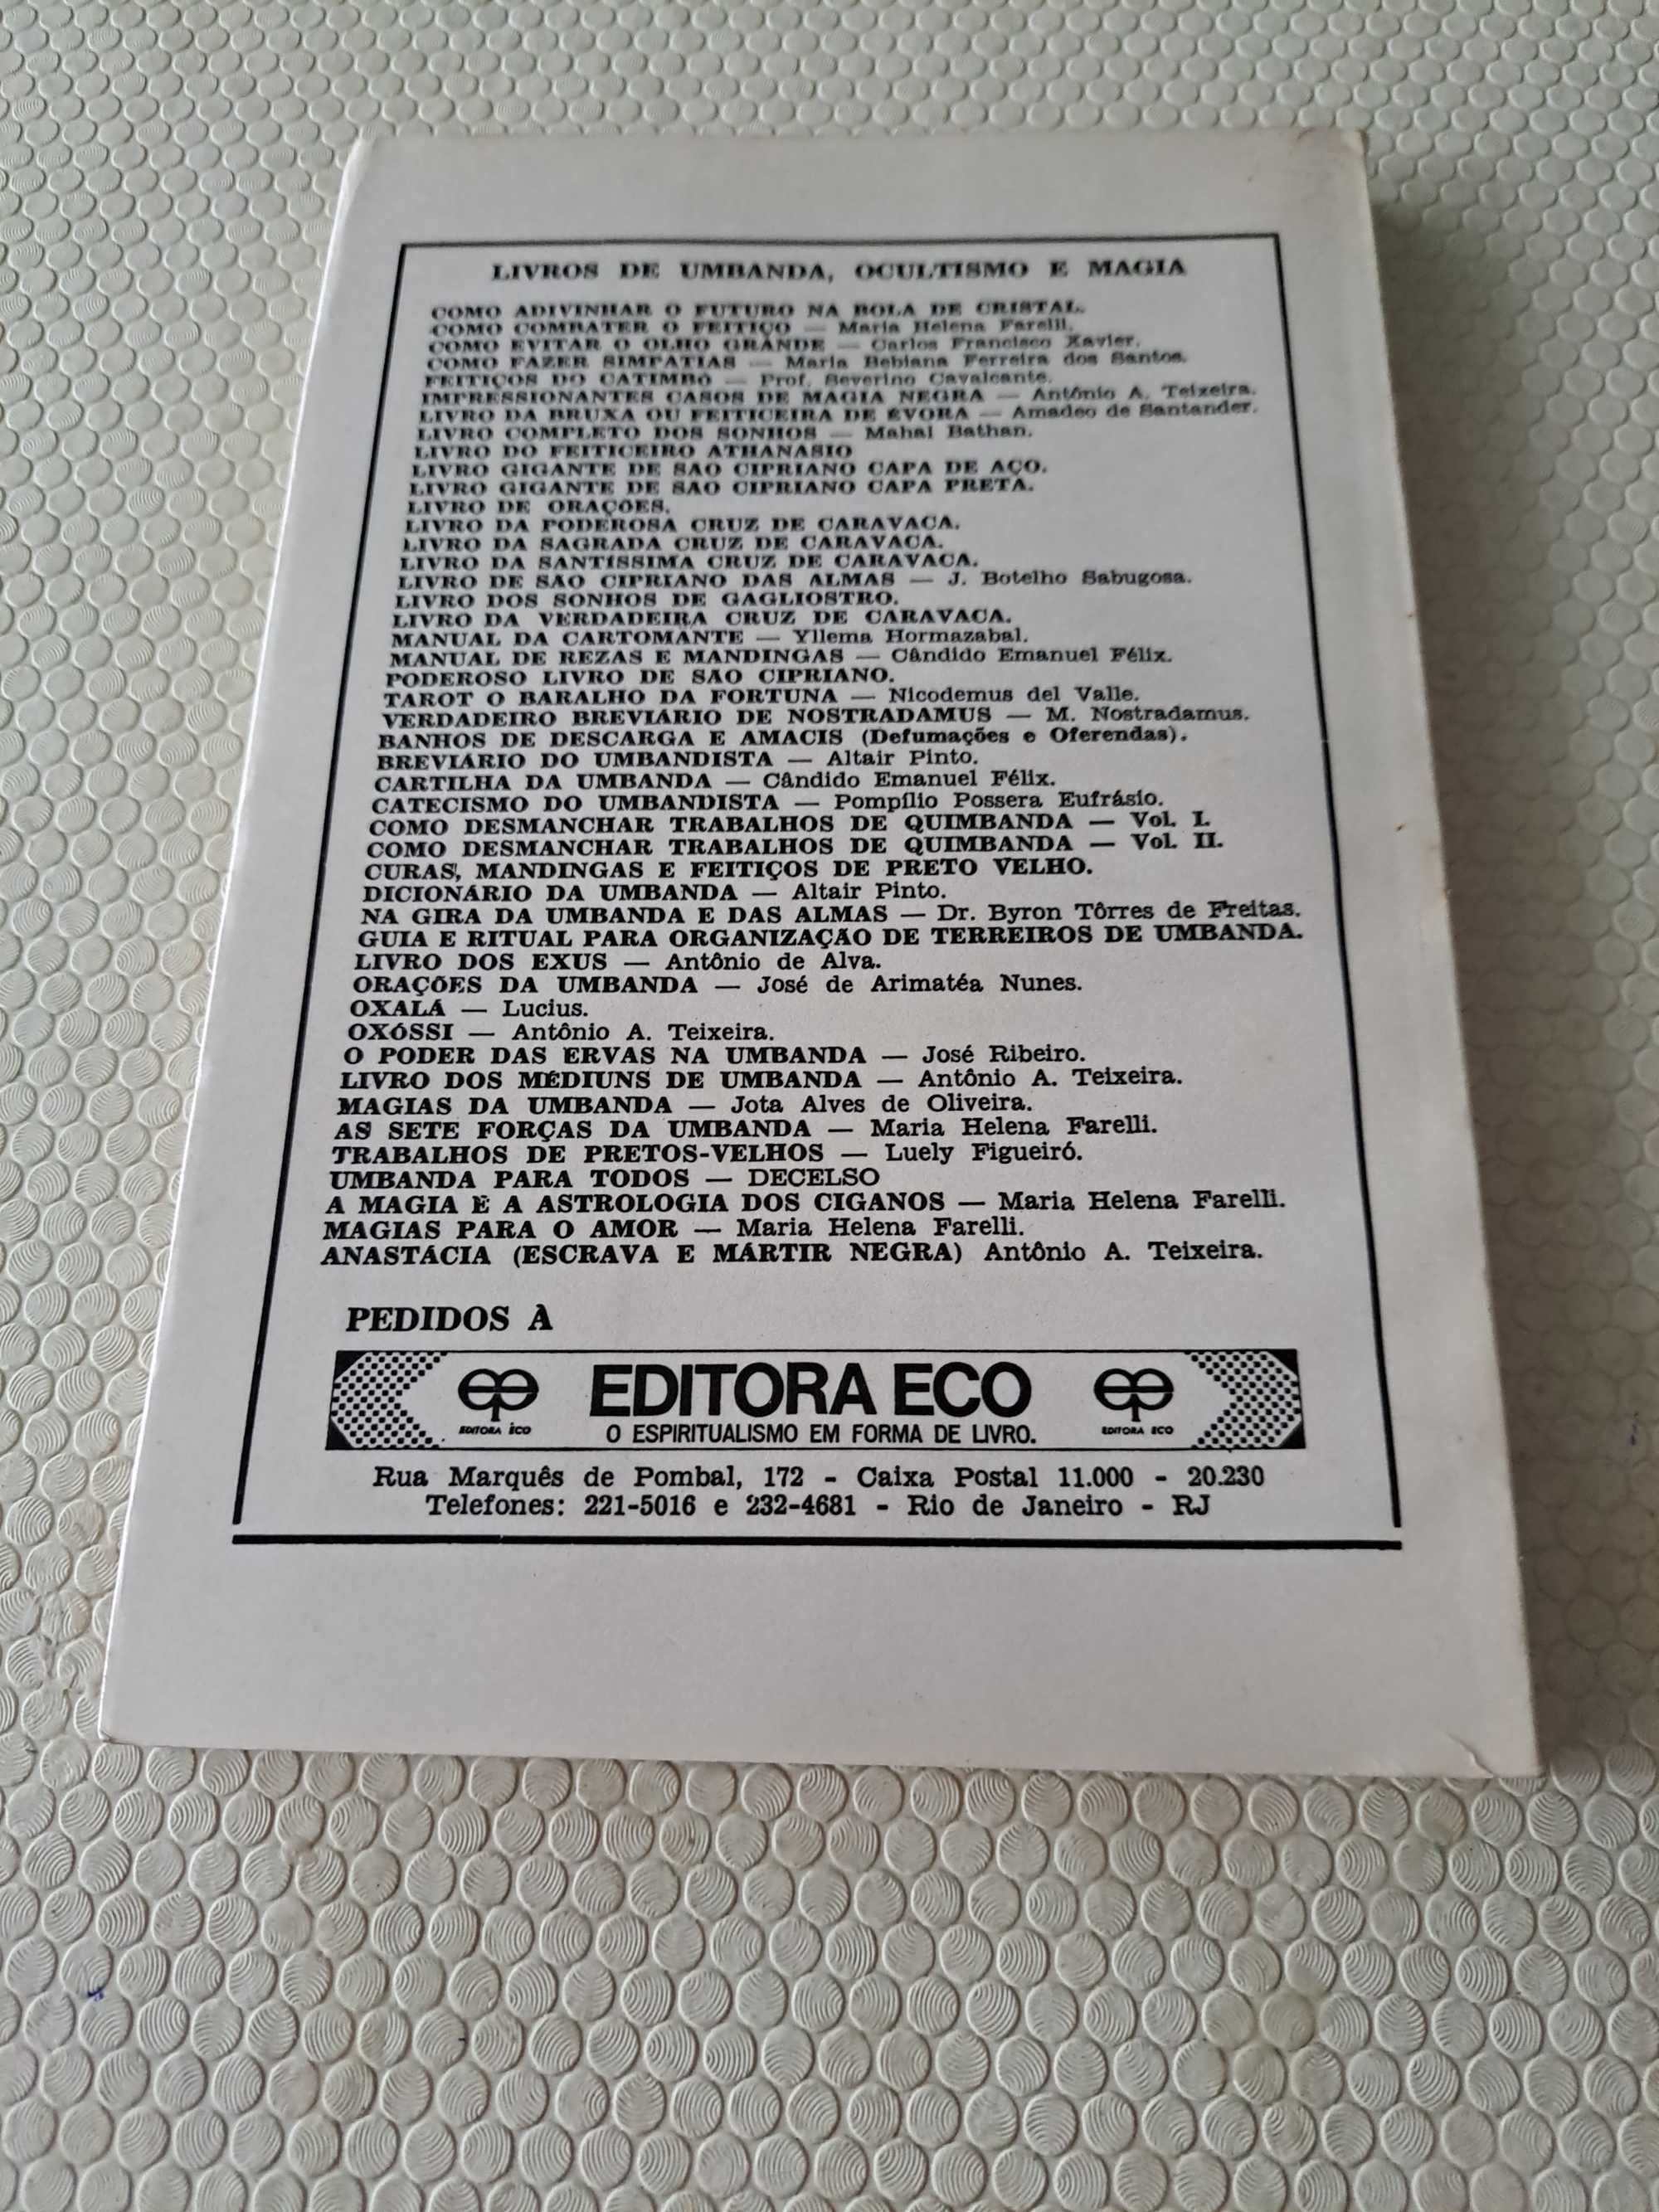 LIVROS DE UMBANDA, OCULTISMO E MAGIA
COMO ADIVINHAR O FUTURO NA BOLA DE CRISTAL.
COMO COMBATER O FEITIÇO — Maria Helena Farelli.
COMO EVITAR O OLHO GRANDE — Carlos Francisco Xavier.
COMO FAZER SIMPATIAS — Maria Bebiana Ferreira dos Santos.
FEITIÇOS DO CATIMBÓ — Prof. Severino Cavalcante.
IMPRESSIONANTES CASOS DE MAGIA NEGRA — Antônio A. Teixeira.
LIVRO DA BRUXA OU FEITICEIRA DE ÉVORA — Amadeo de Santander.
LIVRO COMPLETO DOS SONHOS — Mahal Bathan.
LIVRO DO FEITICEIRO ATHANASIO
LIVRO GIGANTE DE SAO CIPRIANO CAPA DE AÇO.
LIVRO GIGANTE DE SAO CIPRIANO CAPA PRETA.
LIVRO DE ORAÇÕES.
LIVRO DA PODEROSA CRUZ DE CARAVACA.
LIVRO DA SAGRADA CRUZ DE CARAVACA.
LIVRO DA SANTÍSSIMA CRUZ DE CARAVACA.
LIVRO DE SAO CIPRIANO DAS ALMAS — J. Botelho Sabugosa.
LIVRO DOS SONHOS DE GAGLIOSTRO.
LIVRO DA VERDADEIRA CRUZ DE CARAVACA.
MANUAL DA CARTOMANTE — Yllema Hormazabal.
MANUAL DE REZAS E MANDINGAS — Cândido Emanuel Félix.
PODEROSO LIVRO DE SAO CIPRIANO.
TAROT O BARALHO DA FORTUNA — Nicodemus del Valle.
VERDADEIRO BREVIÁRIO DE NOSTRADAMUS — M. Nostradamus.
BANHOS DE DESCARGA E AMACIS (Defumações e Oferendas).
BREVIÁRIO DO UMBANDISTA — Altair Pinto.
CARTILHA DA UMBANDA — Cândido Emanuel Félix.
CATECISMO DO UMBANDISTA — Pompílio Possera Eufrásio.
COMO DESMANCHAR TRABALHOS DE QUIMBANDA — Vol. I.
COMO DESMANCHAR TRABALHOS DE QUIMBANDA — Vol. II.
CURAS, MANDINGAS E FEITIÇOS DE PRETO VELHO.
DICIONÁRIO DA UMBANDA — Altair Pinto.
NA GIRA DA UMBANDA E DAS ALMAS — Dr. Byron Tôrres de Freitas.
GUIA E RITUAL PARA ORGANIZAÇÃO DE TERREIROS DE UMBANDA.
LIVRO DOS EXUS — Antônio de Alva.
ORAÇÕES DA UMBANDA — José de Arimatéa Nunes.
OXALÁ — Lucius.
OXÓSSI — Antônio A. Teixeira.
O PODER DAS ERVAS NA UMBANDA — José Ribeiro.
LIVRO DOS MÉDIUNS DE UMBANDA — Antônio A. Teixeira.
MAGIAS DA UMBANDA — Jota Alves de Oliveira.
AS SETE FORÇAS DA UMBANDA — Maria Helena Farelli.
TRABALHOS DE PRETOS-VELHOS — Luely Figueiró.
UMBANDA PARA TODOS — DECELSO
A MAGIA E A ASTROLOGIA DOS CIGANOS — Maria Helena Farelli.
MAGIAS PARA O AMOR — Maria Helena Farelli.
ANASTÁCIA (ESCRAVA E MÁRTIR NEGRA) Antônio A. Teixeira.
PEDIDOS À
EDITORA ECO
O ESPIRITUALISMO EM FORMA DE LIVRO.
EDITORA ECO
EDITORA ECO
Rua Marquês de Pombal, 172 - Caixa Postal 11.000 - 20.230
Telefones: 221-5016 e 232-4681 - Rio de Janeiro - RJ